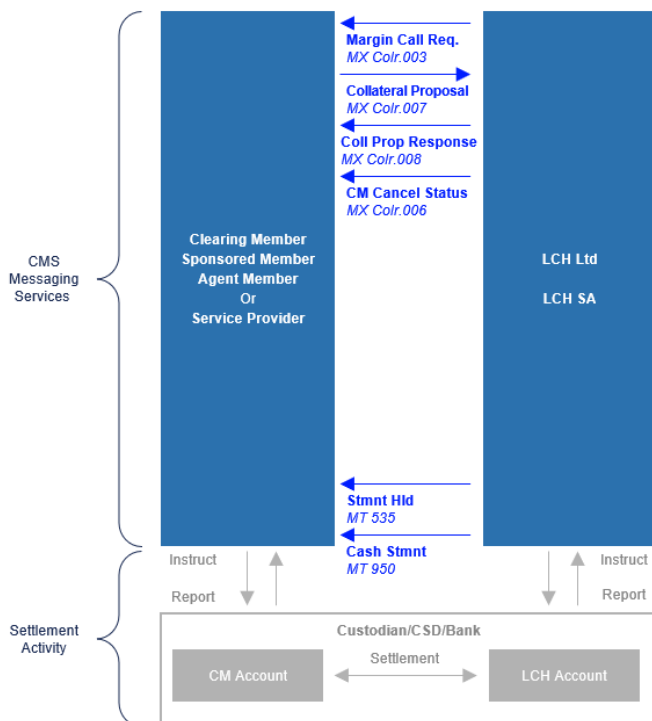 Margin Call Req.
MX Colr.003
Collateral Proposal
MX Colr.007
Coll Prop Response
MX Colr.008
CM Cancel Status
MX Colr.006
CMS
Messaging
Services
Clearing Member
Sponsored Member
Agent Member
Or
Service Provider
LCH Ltd
LCH SA
Stmnt Hld
MT 535
Cash Stmnt
MT 950
Instruct
Report
Instruct
Report
Settlement
Activity
Custodian/CSD/Bank
CM Account
Settlement
LCH Account